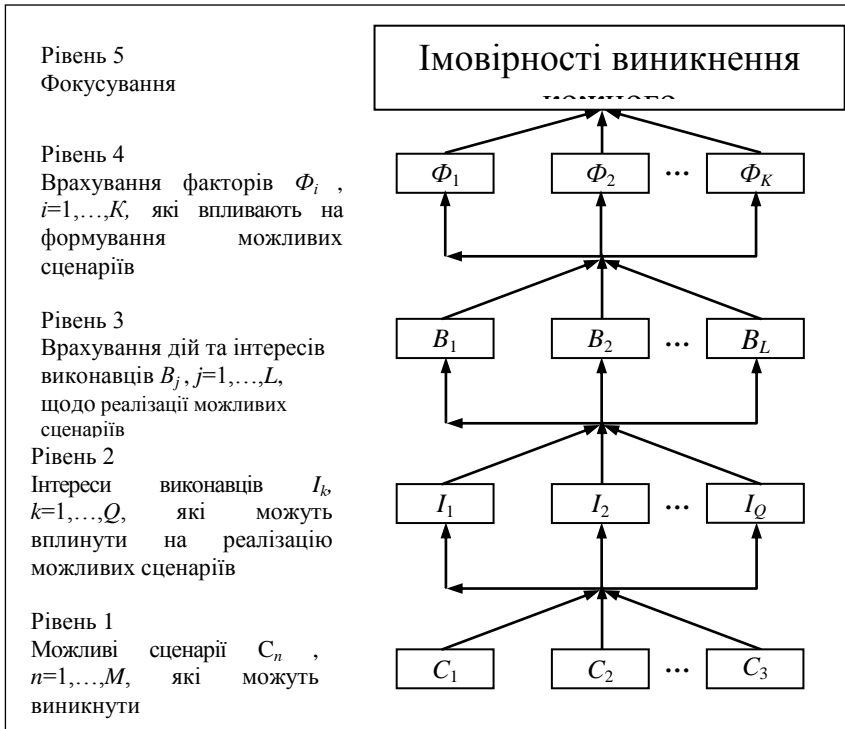 Рівень 5
Фокусування
Імовірності виникнення
Рівень 4
Врахування факторів Φi ,
i=1,…,K, які впливають на
формування можливих
сценаріїв
Φ1 Φ2 ... ΦK
Рівень 3
Врахування дій та інтересів
виконавців Bj , j=1,…,L,
щодо реалізації можливих
сценаріїв
B1 B2 ... BL
Рівень 2
Інтереси виконавців Ik,
k=1,…,Q, які можуть
вплинути на реалізацію
можливих сценаріїв
I1 I2 ... IQ
Рівень 1
Можливі сценарії Cn ,
n=1,…,M, які можуть
виникнути
C1 C2 ... C3